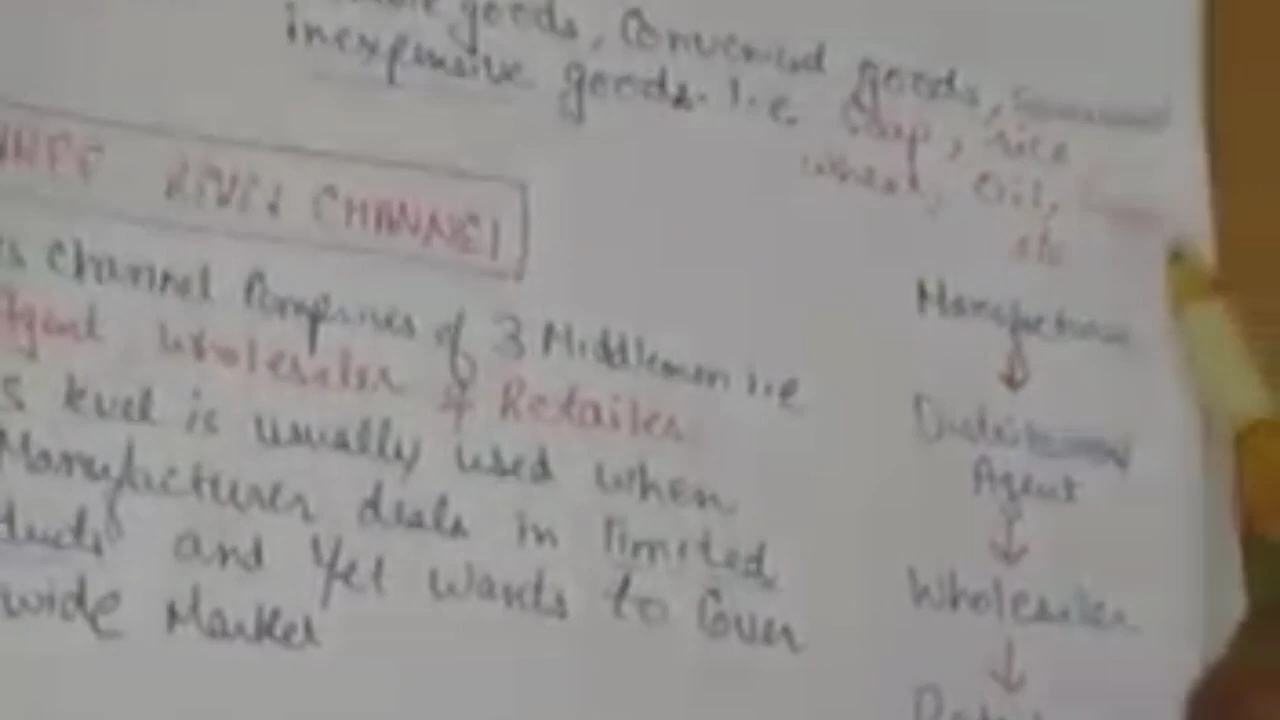 goods, Convenient goods,
inexpensive goods. i.e. Soap, rice
wheat, Oil,
etc
LEVEL CHANNEL
Channel Comprises of 3 Middlemen i.e
Agent Wholesaler & Retailer
level is usually used when
Manufacturer deals in limited
and Yet wants to Cover
wide Market
Manufacturer
↓
Agent
↓
Wholesaler
↓